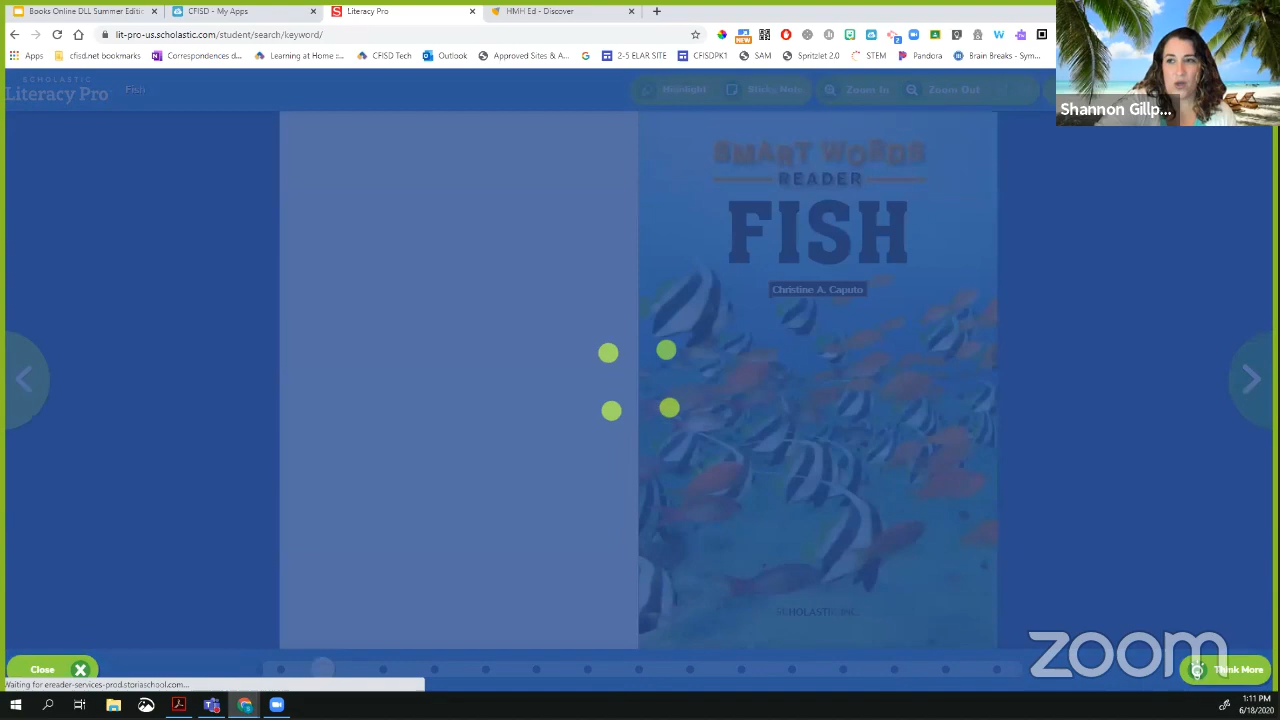 Books Online DLL Summer Editic
CFISD - My Apps
Literacy Pro
HMH Ed - Discover
lit-pro-us.scholastic.com/student/search/keyword/
NEW
Apps
cfisd.net bookmarks
Correspondences d...
Learning at Home :...
CFISD Tech
Outlook
Approved Sites & A...
2-5 ELAR SITE
CFISDPK1
SAM
Spritzlet 2.0
STEM
Pandora
Brain Breaks - Sym...
Shannon Gillp...
SCHOLASTIC
Literacy Pro
Fish
Highlight
Sticky Note
Zoom In
Zoom Out
SMART WORDS
READER
FISH
Christine A. Caputo
SCHOLASTIC INC.
Close
Think More
zoom
Waiting for ereader-services-prod.storiaschool.com...
1:11 PM
6/18/2020